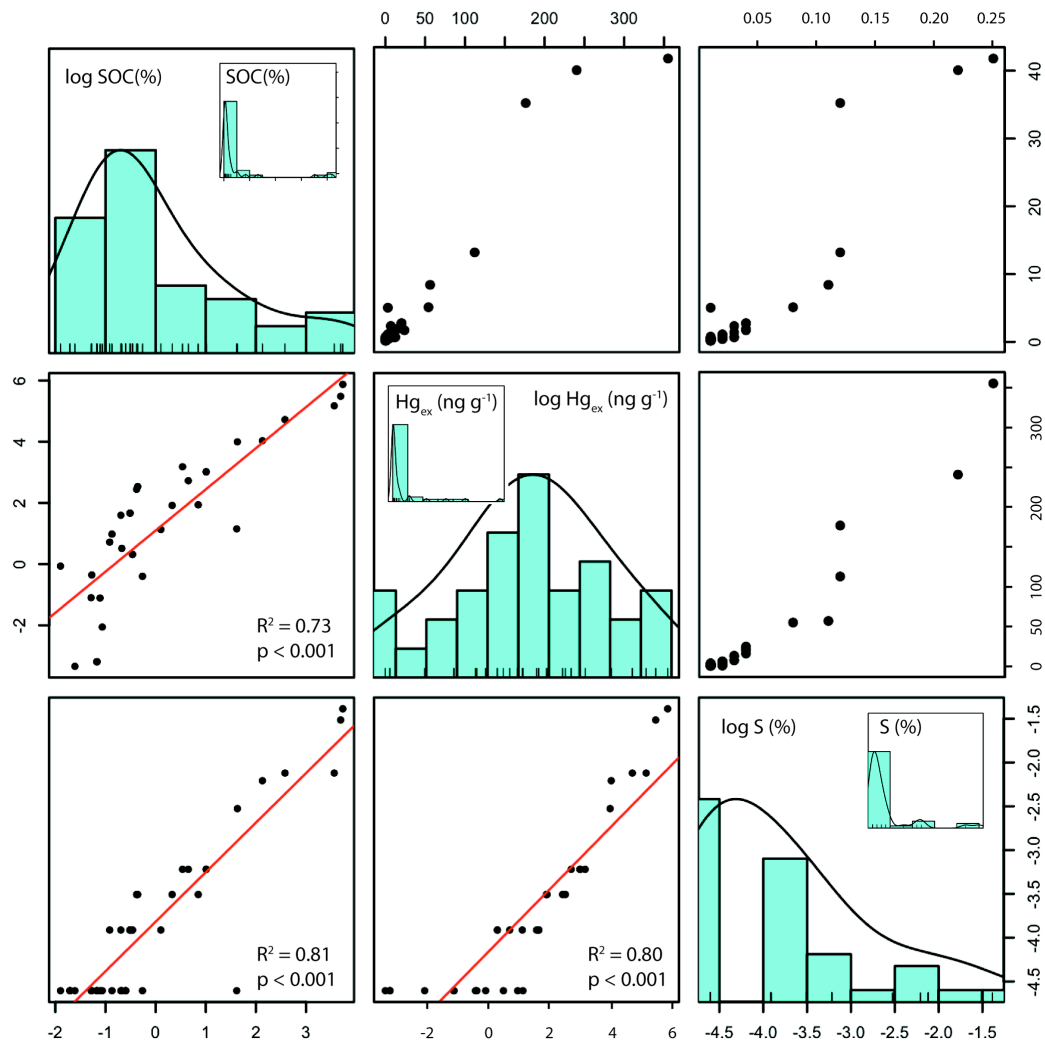 0 50 100 200 300
0.05 0.10 0.15 0.20 0.25
log SOC(%)
SOC(%)
40
30
20
10
0
6
4
2
0
-2
R² = 0.73
p < 0.001
Hgₑₓ (ng g⁻¹)
log Hgₑₓ (ng g⁻¹)
300
200
100
50
0
R² = 0.81
p < 0.001
R² = 0.80
p < 0.001
log S (%)
S (%)
-1.5
-2.0
-2.5
-3.0
-3.5
-4.0
-4.5
-2 -1 0 1 2 3
-2 0 2 4 6
-4.5 -4.0 -3.5 -3.0 -2.5 -2.0 -1.5